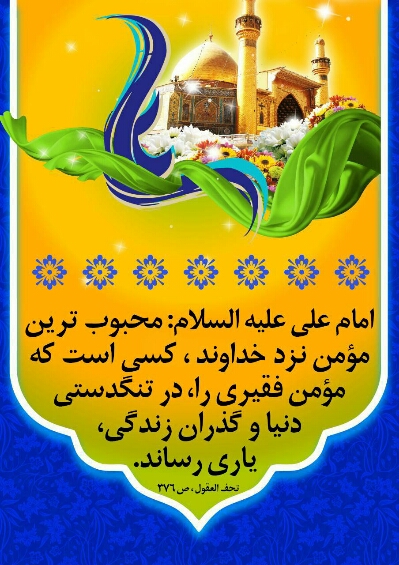 امام علی علیه السلام: محبوب ترین
مؤمن نزد خداوند، کسی است که
مؤمن فقیری را، در تنگدستی
دنیا و گذران زندگی،
یاری رساند.
تحف العقول، ص ۳۷۶